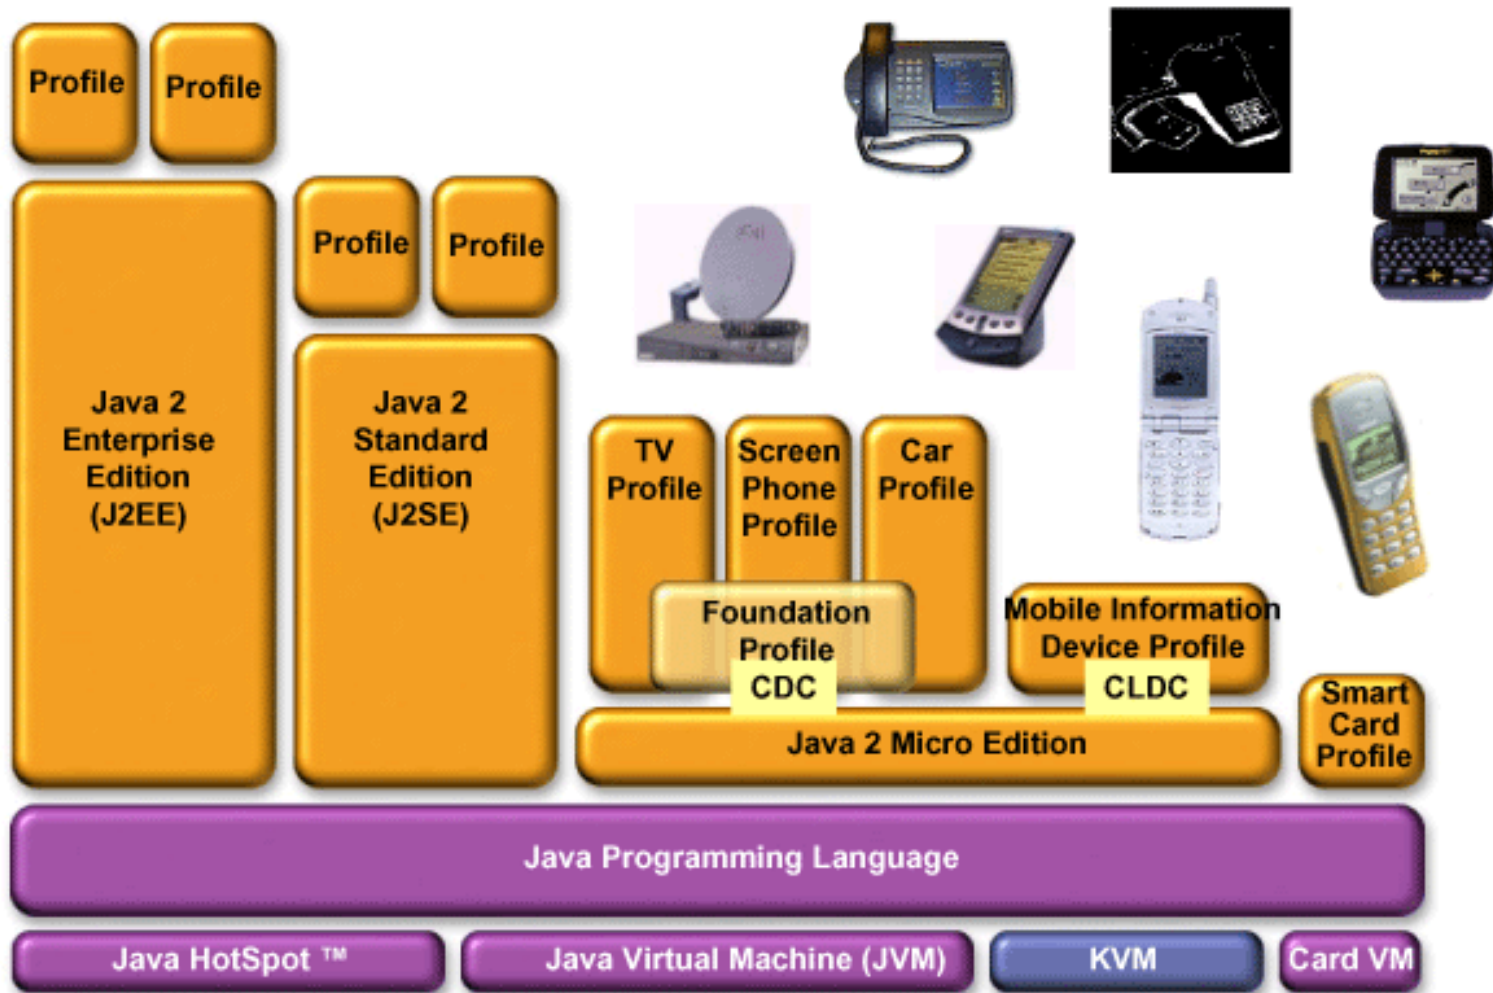 Profile
Profile
Profile
Profile
Java 2
Enterprise
Edition
(J2EE)
Java 2
Standard
Edition
(J2SE)
TV
Profile
Screen
Phone
Profile
Car
Profile
Foundation
Profile
CDC
Mobile Information
Device Profile
CLDC
Java 2 Micro Edition
Smart
Card
Profile
Java Programming Language
Java HotSpot ™
Java Virtual Machine (JVM)
KVM
Card VM